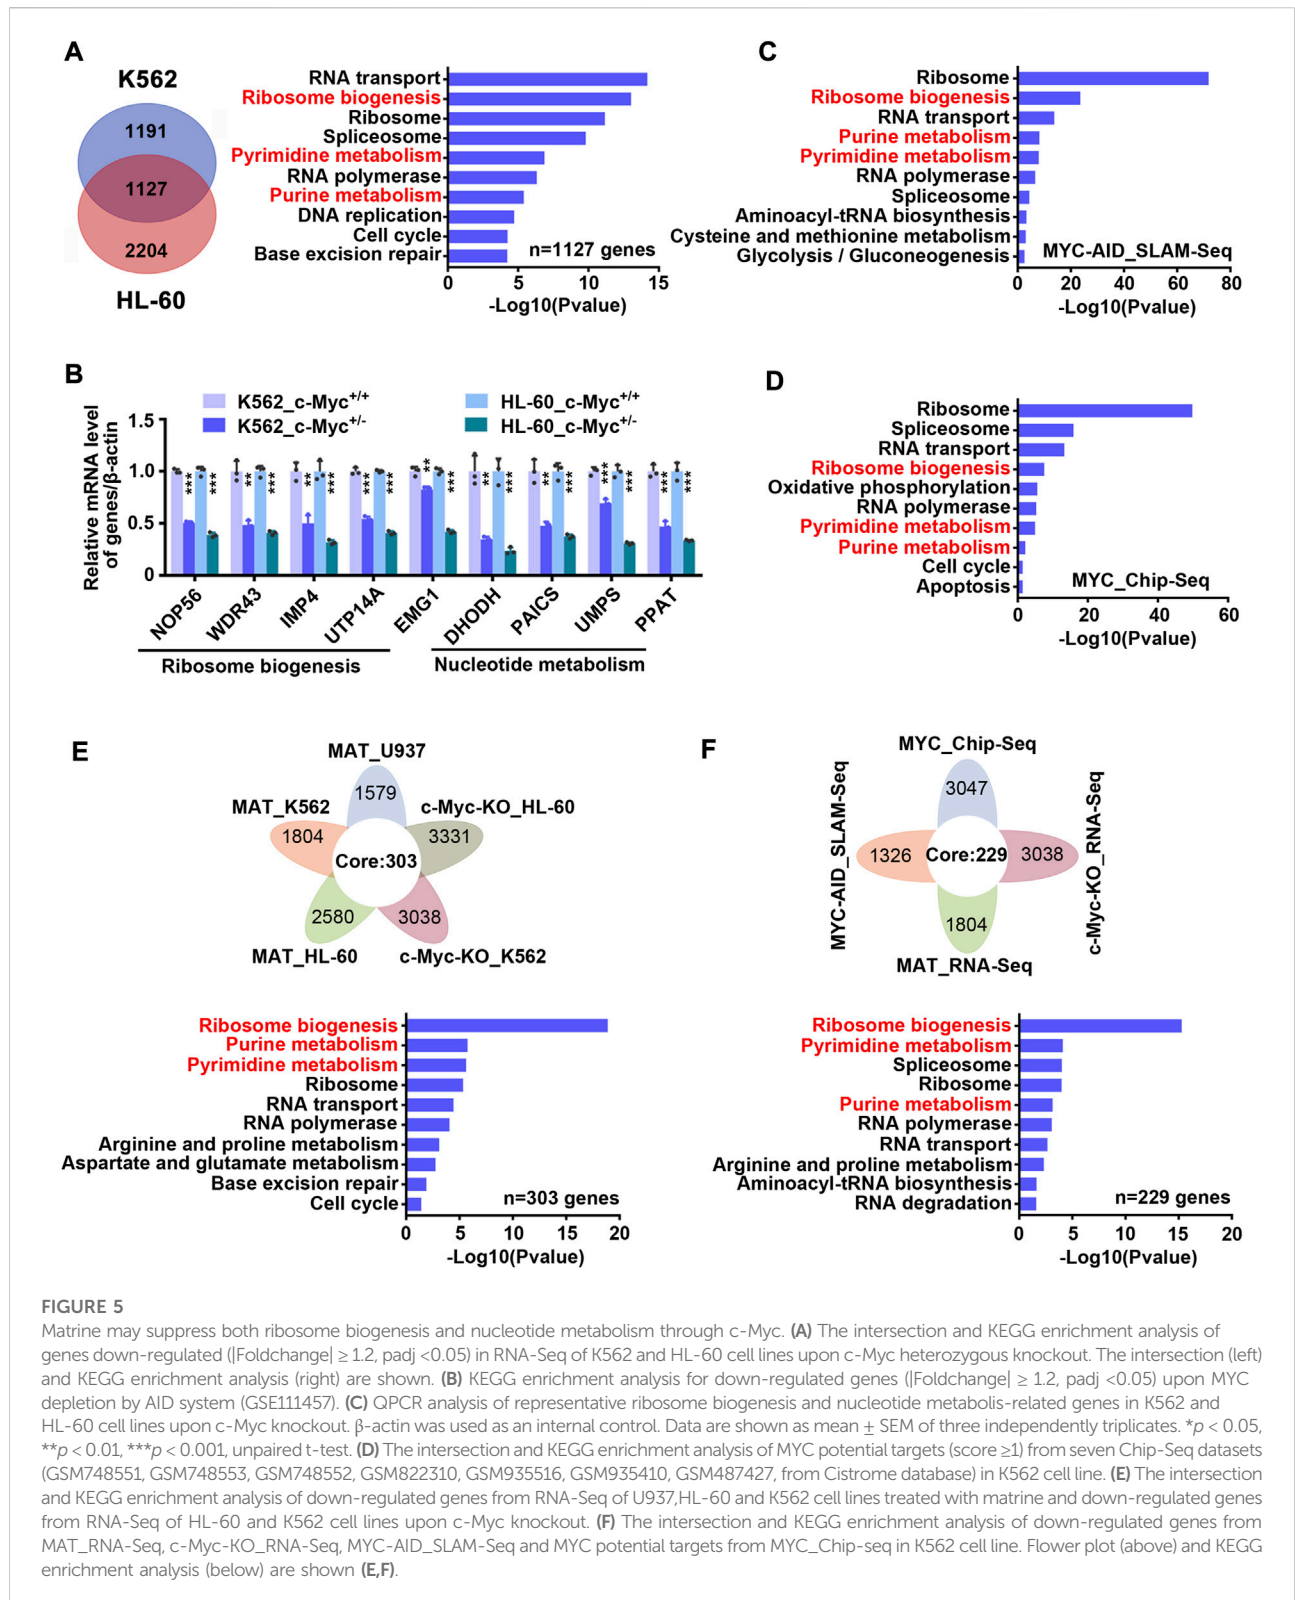 A
K562
1191
1127
2204
HL-60
RNA transport
Ribosome biogenesis
Ribosome
Spliceosome
Pyrimidine metabolism
RNA polymerase
Purine metabolism
DNA replication
Cell cycle
Base excision repair
n=1127 genes
0 5 10 15
-Log10(Pvalue)
C
Ribosome
Ribosome biogenesis
RNA transport
Purine metabolism
Pyrimidine metabolism
RNA polymerase
Spliceosome
Aminoacyl-tRNA biosynthesis
Cysteine and methionine metabolism
Glycolysis / Gluconeogenesis
MYC-AID_SLAM-Seq
0 20 40 60 80
-Log10(Pvalue)
B
K562_c-Myc+/+
K562_c-Myc+/-
HL-60_c-Myc+/+
HL-60_c-Myc+/-
Relative mRNA level
of genes/β-actin
1.5
1.0
0.5
0
*** *** ** *** ** *** *** *** ** *** ** *** ** *** *** *** *** ***
NOP56 WDR43 IMP4 UTP14A EMG1 DHODH PAICS UMPS PPAT
Ribosome biogenesis
Nucleotide metabolism
D
Ribosome
Spliceosome
RNA transport
Ribosome biogenesis
Oxidative phosphorylation
RNA polymerase
Pyrimidine metabolism
Purine metabolism
Cell cycle
Apoptosis
MYC_Chip-Seq
0 20 40 60
-Log10(Pvalue)
E
MAT_U937
1579
MAT_K562
1804
c-Myc-KO_HL-60
3331
Core:303
2580
3038
MAT_HL-60
c-Myc-KO_K562
Ribosome biogenesis
Purine metabolism
Pyrimidine metabolism
Ribosome
RNA transport
RNA polymerase
Arginine and proline metabolism
Aspartate and glutamate metabolism
Base excision repair
Cell cycle
n=303 genes
0 5 10 15 20
-Log10(Pvalue)
F
MYC_Chip-Seq
3047
MYC-AID_SLAM-Seq
1326
Core:229
3038
c-Myc-KO_RNA-Seq
1804
MAT_RNA-Seq
Ribosome biogenesis
Pyrimidine metabolism
Spliceosome
Ribosome
Purine metabolism
RNA polymerase
RNA transport
Arginine and proline metabolism
Aminoacyl-tRNA biosynthesis
RNA degradation
n=229 genes
0 5 10 15 20
-Log10(Pvalue)
FIGURE 5
Matrine may suppress both ribosome biogenesis and nucleotide metabolism through c-Myc. (A) The intersection and KEGG enrichment analysis of
genes down-regulated (|Foldchange| ≥ 1.2, padj <0.05) in RNA-Seq of K562 and HL-60 cell lines upon c-Myc heterozygous knockout. The intersection (left)
and KEGG enrichment analysis (right) are shown. (B) KEGG enrichment analysis for down-regulated genes (|Foldchange| ≥ 1.2, padj <0.05) upon MYC
depletion by AID system (GSE111457). (C) QPCR analysis of representative ribosome biogenesis and nucleotide metabolis-related genes in K562 and
HL-60 cell lines upon c-Myc knockout. β-actin was used as an internal control. Data are shown as mean ± SEM of three independently triplicates. *p < 0.05,
**p < 0.01, ***p < 0.001, unpaired t-test. (D) The intersection and KEGG enrichment analysis of MYC potential targets (score ≥1) from seven Chip-Seq datasets
(GSM748551, GSM748553, GSM748552, GSM822310, GSM935516, GSM935410, GSM487427, from Cistrome database) in K562 cell line. (E) The intersection
and KEGG enrichment analysis of down-regulated genes from RNA-Seq of U937,HL-60 and K562 cell lines treated with matrine and down-regulated genes
from RNA-Seq of HL-60 and K562 cell lines upon c-Myc knockout. (F) The intersection and KEGG enrichment analysis of down-regulated genes from
MAT_RNA-Seq, c-Myc-KO_RNA-Seq, MYC-AID_SLAM-Seq and MYC potential targets from MYC_Chip-seq in K562 cell line. Flower plot (above) and KEGG
enrichment analysis (below) are shown (E,F).